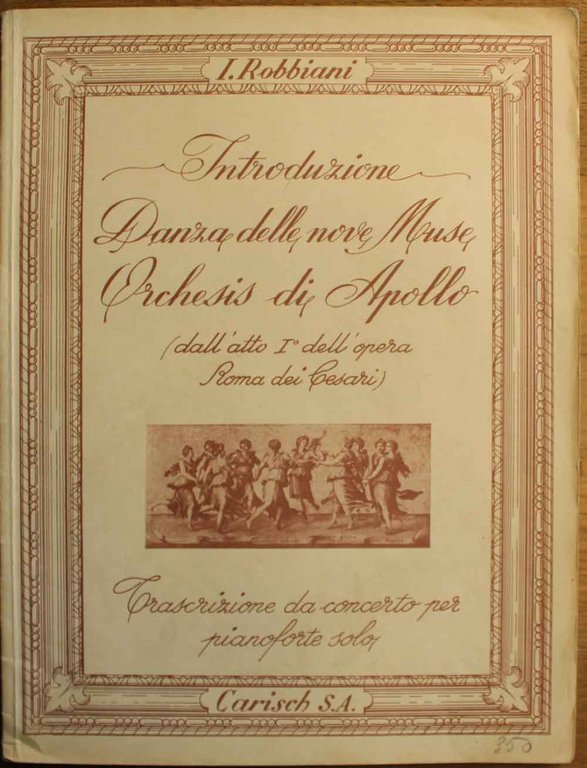 I. Robbiani
Introduzione
Danza delle nove Muse
Orchesis di Apollo
(dall'atto I° dell'opera
Roma dei Cesari)
Trascrizione da concerto per
pianoforte solo
Carisch S.A.
350